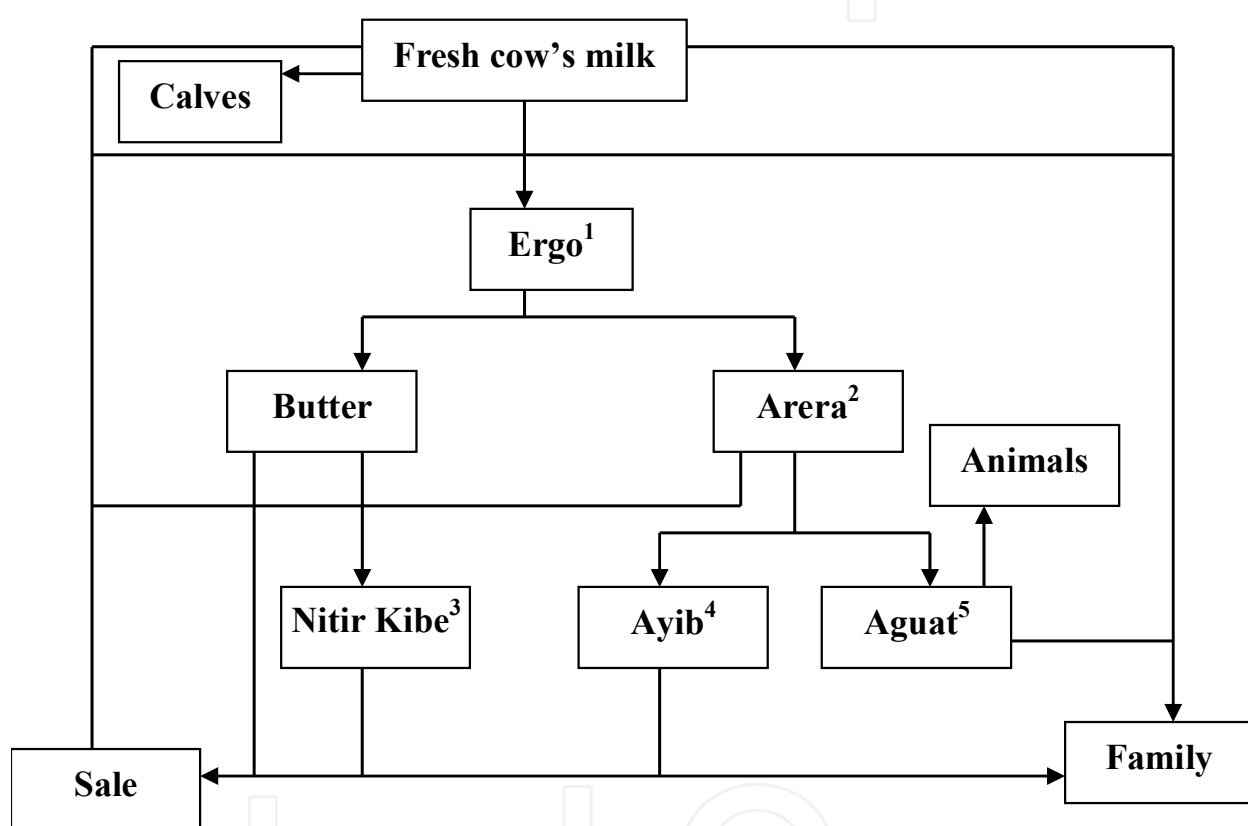 Fresh cow’s milk
Calves
Ergo¹
Butter
Arera²
Animals
Nitir Kibe³
Ayib⁴
Aguat⁵
Sale
Family